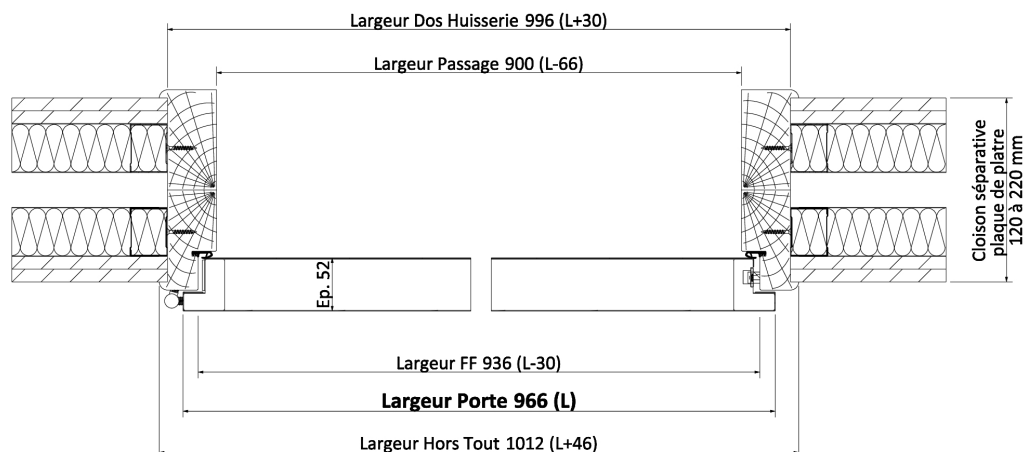 Largeur Dos Huisserie 996 (L+30)
Largeur Passage 900 (L-66)
Cloison séparative
plaque de platre
120 à 220 mm
Ep. 52
Largeur FF 936 (L-30)
Largeur Porte 966 (L)
Largeur Hors Tout 1012 (L+46)